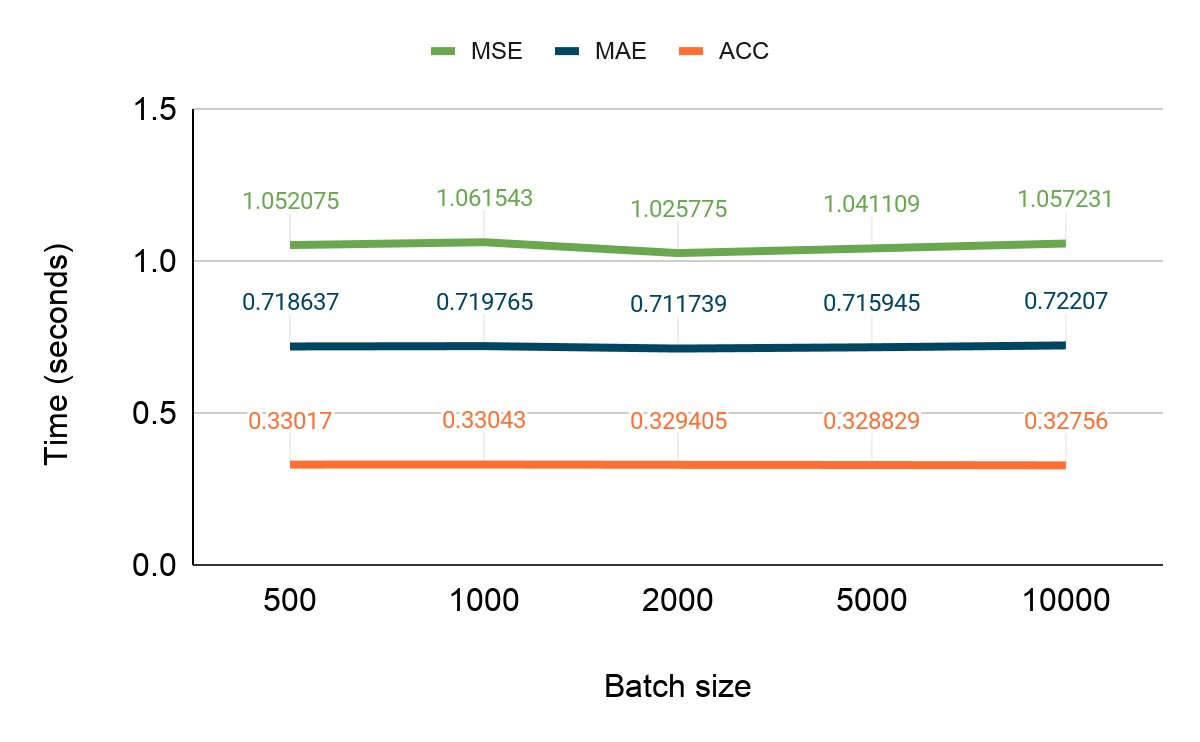 MSE MAE ACC
1.5
1.052075 1.061543 1.025775 1.041109 1.057231
1.0
0.718637 0.719765 0.711739 0.715945 0.72207
0.5
0.33017 0.33043 0.329405 0.328829 0.32756
0.0
500 1000 2000 5000 10000
Time (seconds)
Batch size